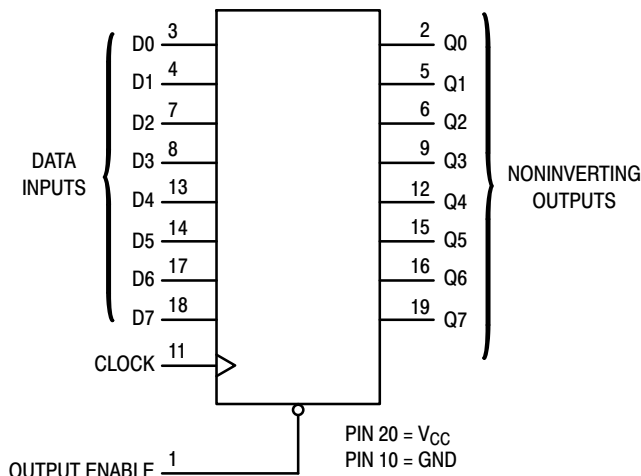 D0 3
D1 4
D2 7
D3 8
D4 13
D5 14
D6 17
D7 18
DATA
INPUTS
CLOCK 11
OUTPUT ENABLE 1
2 Q0
5 Q1
6 Q2
9 Q3
12 Q4
15 Q5
16 Q6
19 Q7
NONINVERTING
OUTPUTS
PIN 20 = VCC
PIN 10 = GND